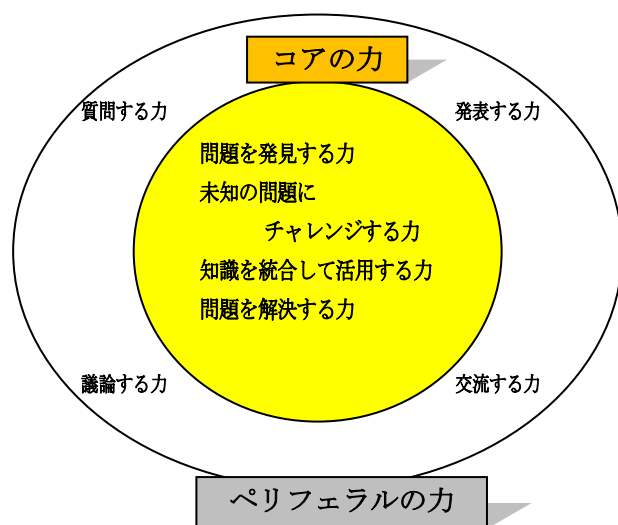 コアの力
質問する力
発表する力
問題を発見する力
未知の問題に
チャレンジする力
知識を統合して活用する力
問題を解決する力
議論する力
交流する力
ペリフェラルの力